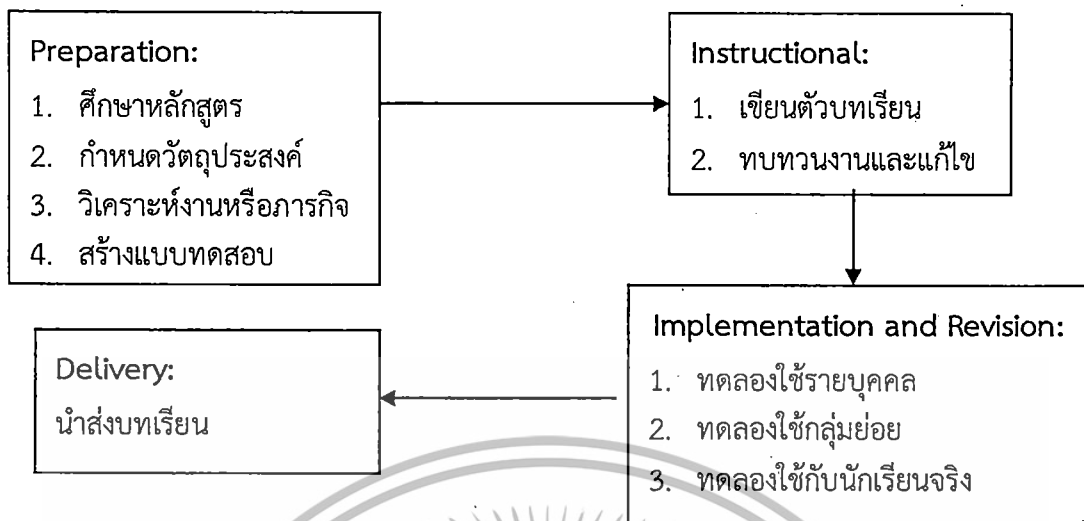 Preparation:
1. ศึกษาหลักสูตร
2. กำหนดวัตถุประสงค์
3. วิเคราะห์งานหรือภารกิจ
4. สร้างแบบทดสอบ
Instructional:
1. เขียนตัวบทเรียน
2. ทบทวนงานและแก้ไข
Implementation and Revision:
1. ทดลองใช้รายบุคคล
2. ทดลองใช้กลุ่มย่อย
3. ทดลองใช้กับนักเรียนจริง
Delivery:
นำส่งบทเรียน